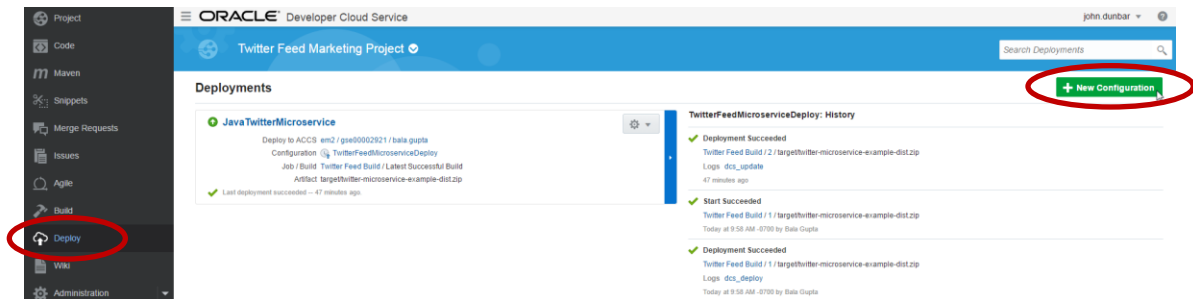 Project
Code
Maven
Snippets
Merge Requests
Issues
Agile
Build
Deploy
Wiki
Administration
ORACLE® Developer Cloud Service
john.dunbar
Twitter Feed Marketing Project
Search Deployments
Deployments
New Configuration
JavaTwitterMicroservice
Deploy to ACCS em2 / gse00002921 / bala.gupta
Configuration TwitterFeedMicroserviceDeploy
Job / Build Twitter Feed Build / Latest Successful Build
Artifact target/twitter-microservice-example-dist.zip
Last deployment succeeded -- 47 minutes ago.
TwitterFeedMicroserviceDeploy: History
Deployment Succeeded
Twitter Feed Build / 2 / target/twitter-microservice-example-dist.zip
Logs dcs_update
47 minutes ago
Start Succeeded
Twitter Feed Build / 1 / target/twitter-microservice-example-dist.zip
Today at 9:58 AM -0700 by Bala Gupta
Deployment Succeeded
Twitter Feed Build / 1 / target/twitter-microservice-example-dist.zip
Logs dcs_deploy
Today at 9:58 AM -0700 by Bala Gupta